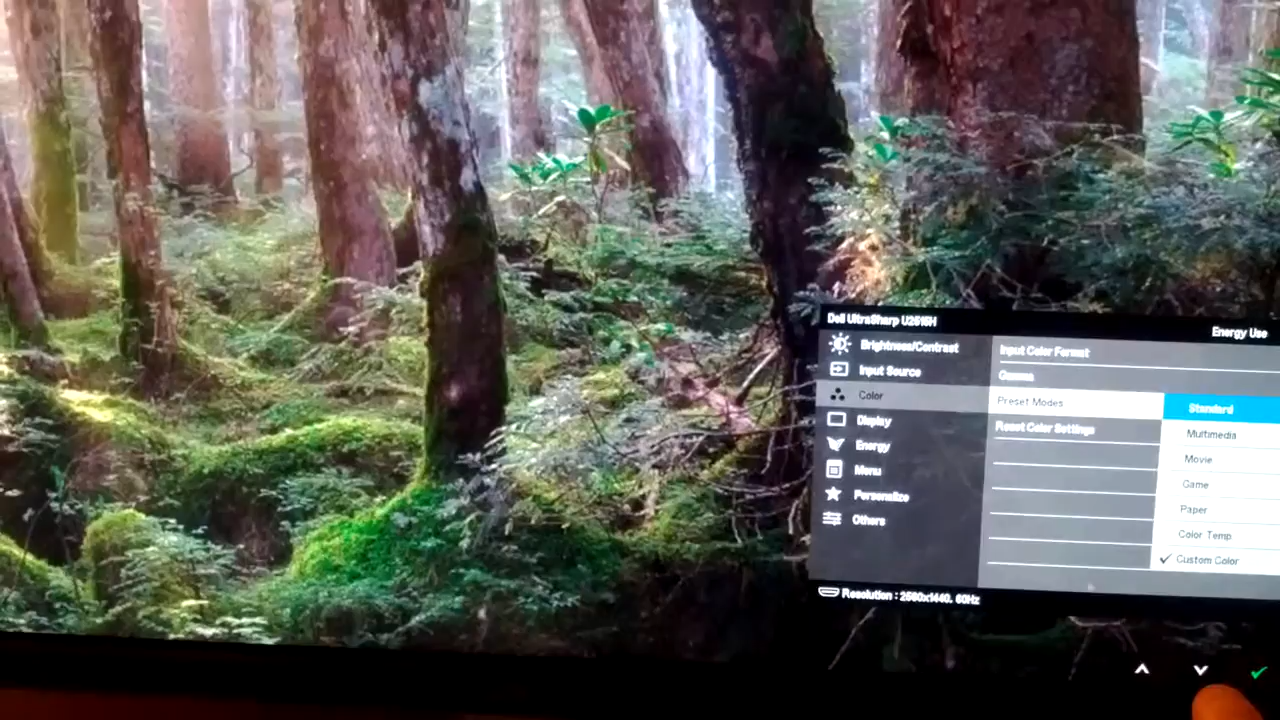 Dell UltraSharp U2515H
Energy Use
Brightness/Contrast
Input Source
Color
Display
Energy
Menu
Personalize
Others
Input Color Format
Gamma
Preset Modes
Reset Color Settings
Standard
Multimedia
Movie
Game
Paper
Color Temp
Custom Color
Resolution : 2560x1440, 60Hz